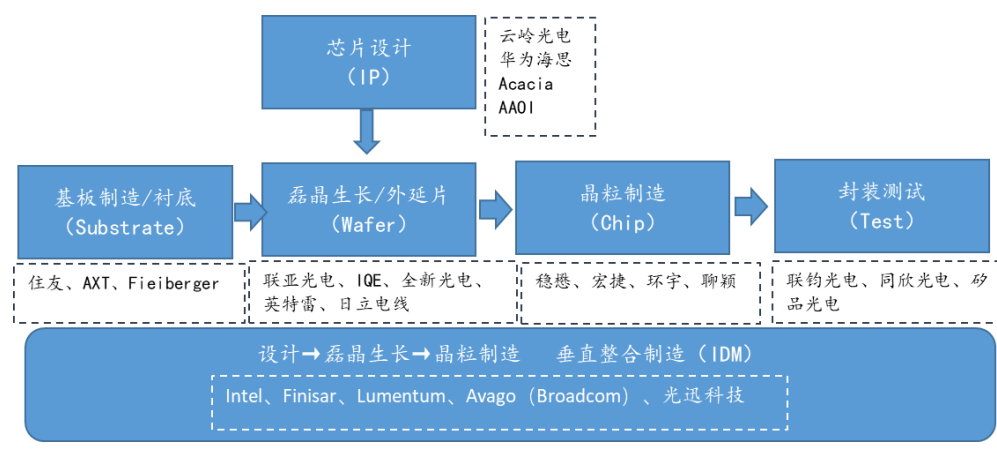 芯片设计
（IP）
云岭光电
华为海思
Acacia
AAOI
基板制造/衬底
（Substrate）
磊晶生长/外延片
（Wafer）
晶粒制造
（Chip）
封装测试
（Test）
住友、AXT、Fieiberger
联亚光电、IQE、全新光电、
英特雷、日立电线
稳懋、宏捷、环宇、聊颖
联钧光电、同欣光电、矽
品光电
设计→磊晶生长→晶粒制造 垂直整合制造（IDM）
Intel、Finisar、Lumentum、Avago（Broadcom）、光迅科技